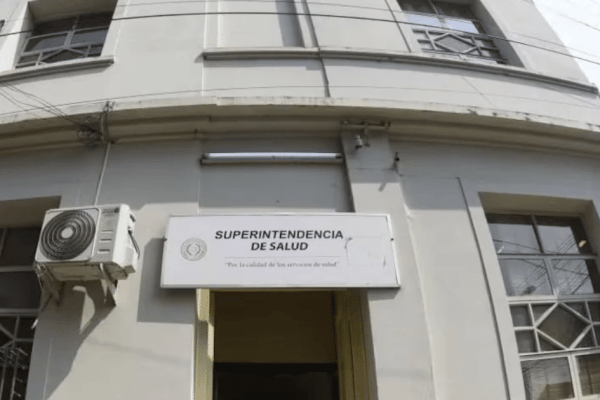 SUPERINTENDENCIA
DE SALUD
"Por la calidad de los servicios de salud"